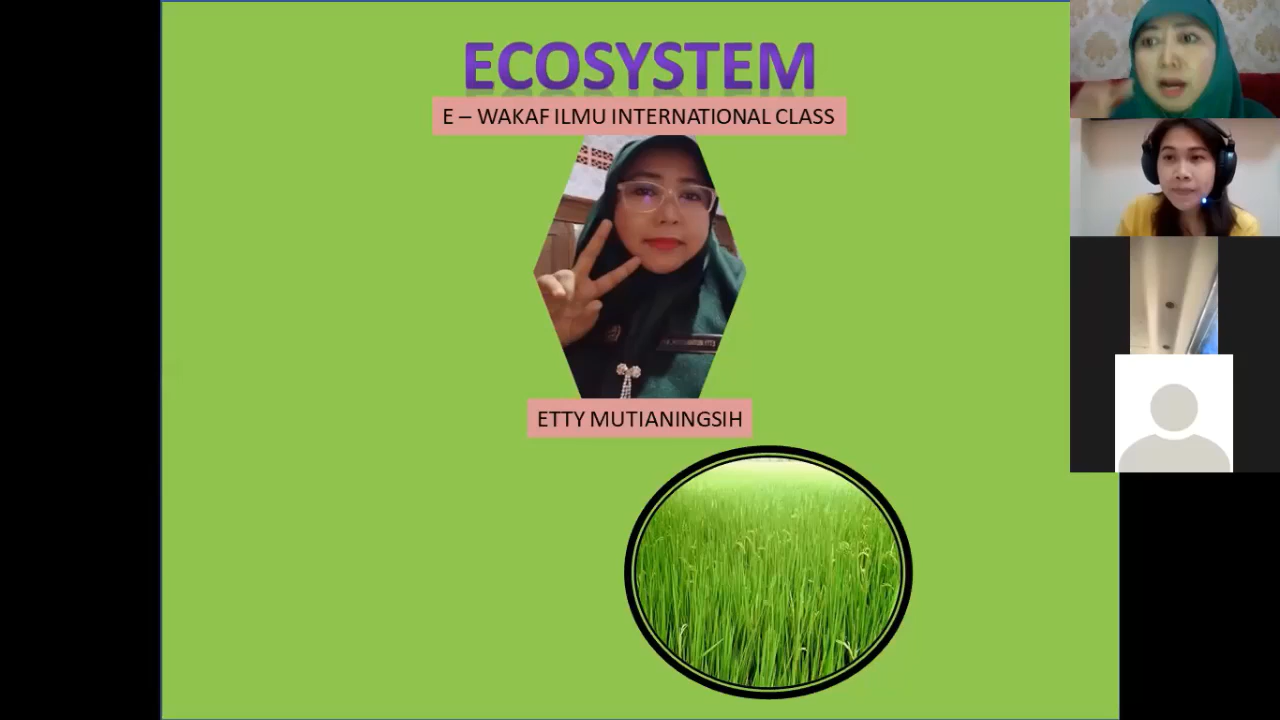 ECOSYSTEM
E – WAKAF ILMU INTERNATIONAL CLASS
ETTY MUTIANINGSIH